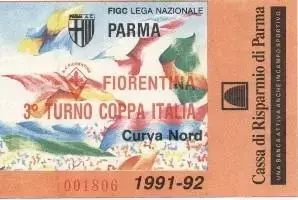 FIGC LEGA NAZIONALE
PARMA A C
PARMA
A.C. FIORENTINA
FIORENTINA
3° TURNO COPPA ITALIA
Curva Nord
001806
1991-92
Cassa di Risparmio di Parma
UNA BANCA ATTIVA ANCHE IN CAMPO SPORTIVO.